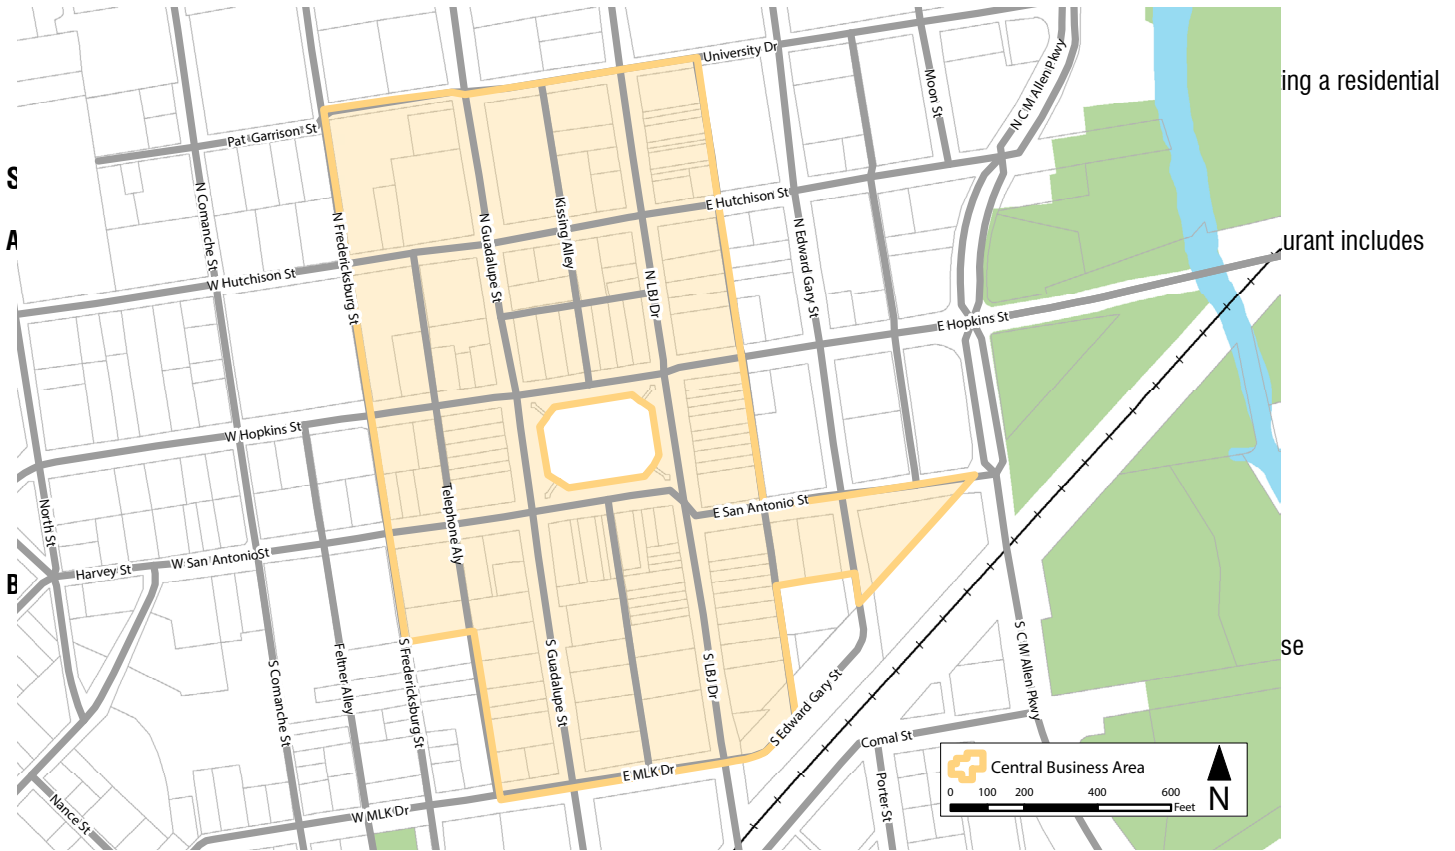 University Dr
ing a residential
Moon St
N C M Allen Pkwy
Pat Garrison St
S
N Comanche St
N Fredericksburg St
N Guadalupe St
Kissing Alley
E Hutchison St
N Edward Gary St
A
urant includes
W Hutchison St
N LBJ Dr
E Hopkins St
W Hopkins St
North St
Telephone Aly
E San Antonio St
Harvey St
W San Antonio St
B
S Comanche St
Feltner Alley
S Fredericksburg St
S Guadalupe St
S LBJ Dr
S Edward Gary St
S C M Allen Pkwy
se
Comal St
E MLK Dr
Porter St
W MLK Dr
Nance St
Central Business Area
0 100 200 400 600
Feet
N